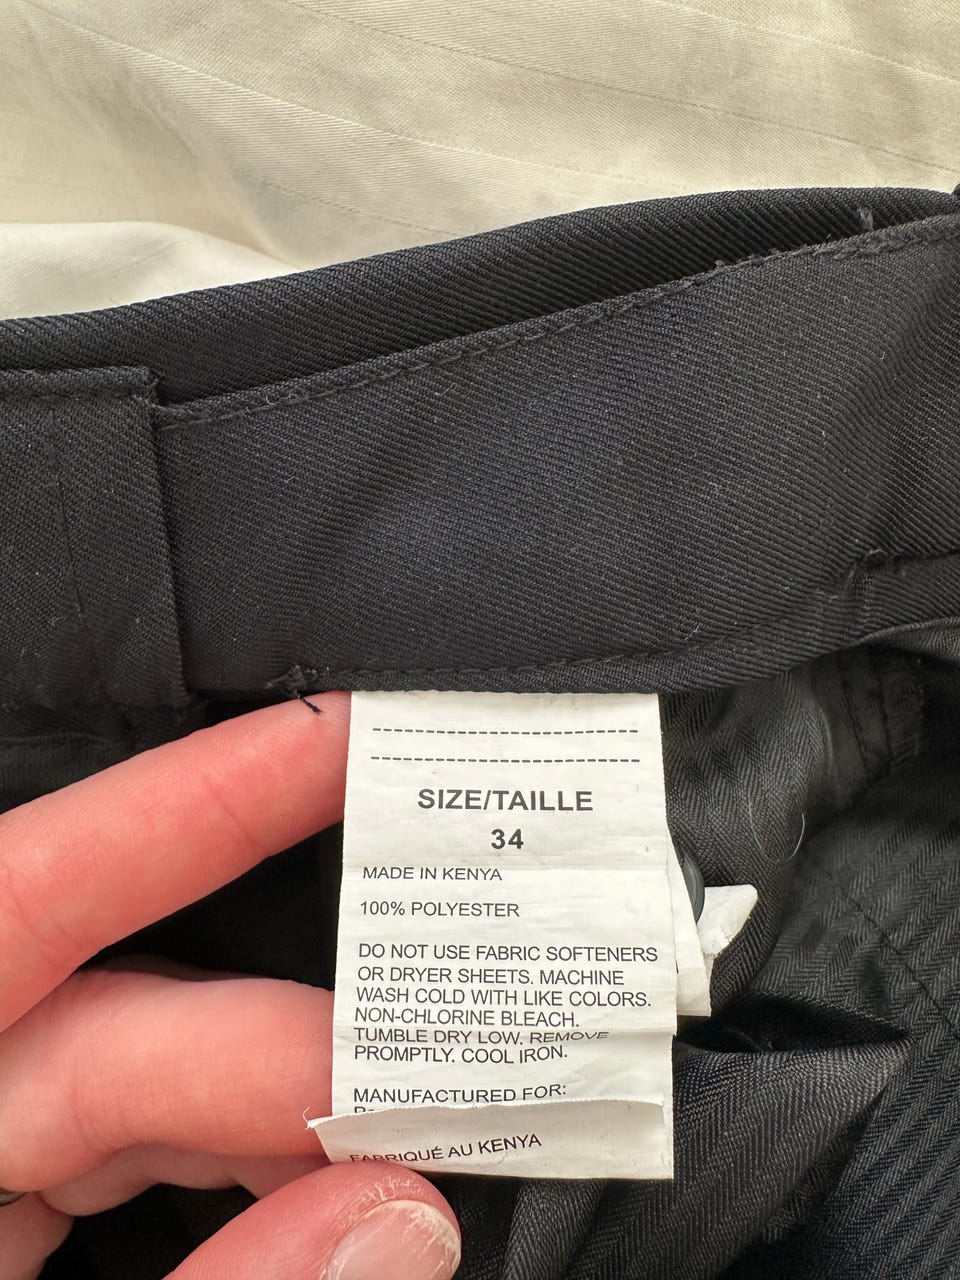 SIZE/TAILLE
34
MADE IN KENYA
100% POLYESTER
DO NOT USE FABRIC SOFTENERS
OR DRYER SHEETS. MACHINE
WASH COLD WITH LIKE COLORS.
NON-CHLORINE BLEACH.
TUMBLE DRY LOW. REMOVE
PROMPTLY. COOL IRON.
MANUFACTURED FOR:
FABRIQUÉ AU KENYA